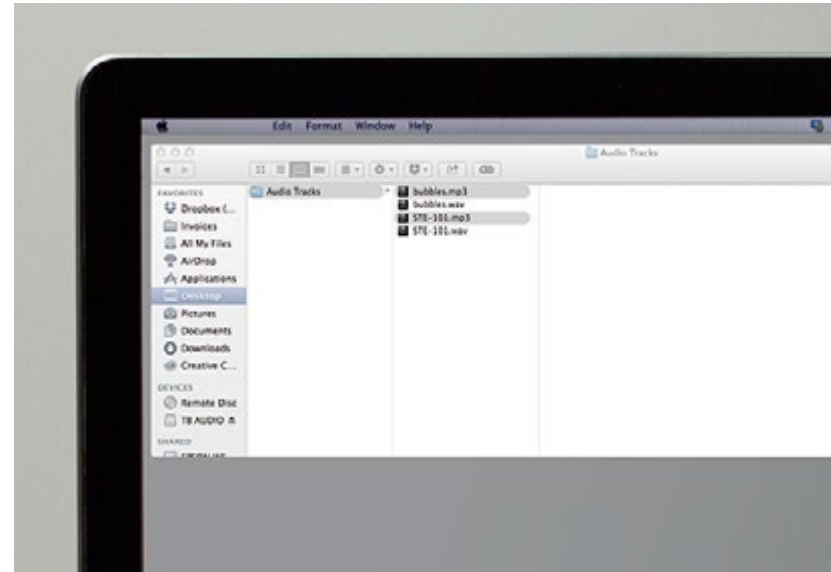 Edit Format Window Help
Audio Tracks
FAVORITES
Dropbox (...
Invoices
All My Files
AirDrop
Applications
Desktop
Pictures
Documents
Downloads
Creative C...
DEVICES
Remote Disc
TB AUDIO
SHARED
Audio Tracks
bubbles.mp3
bubbles.wav
STE-101.mp3
STE-101.wav